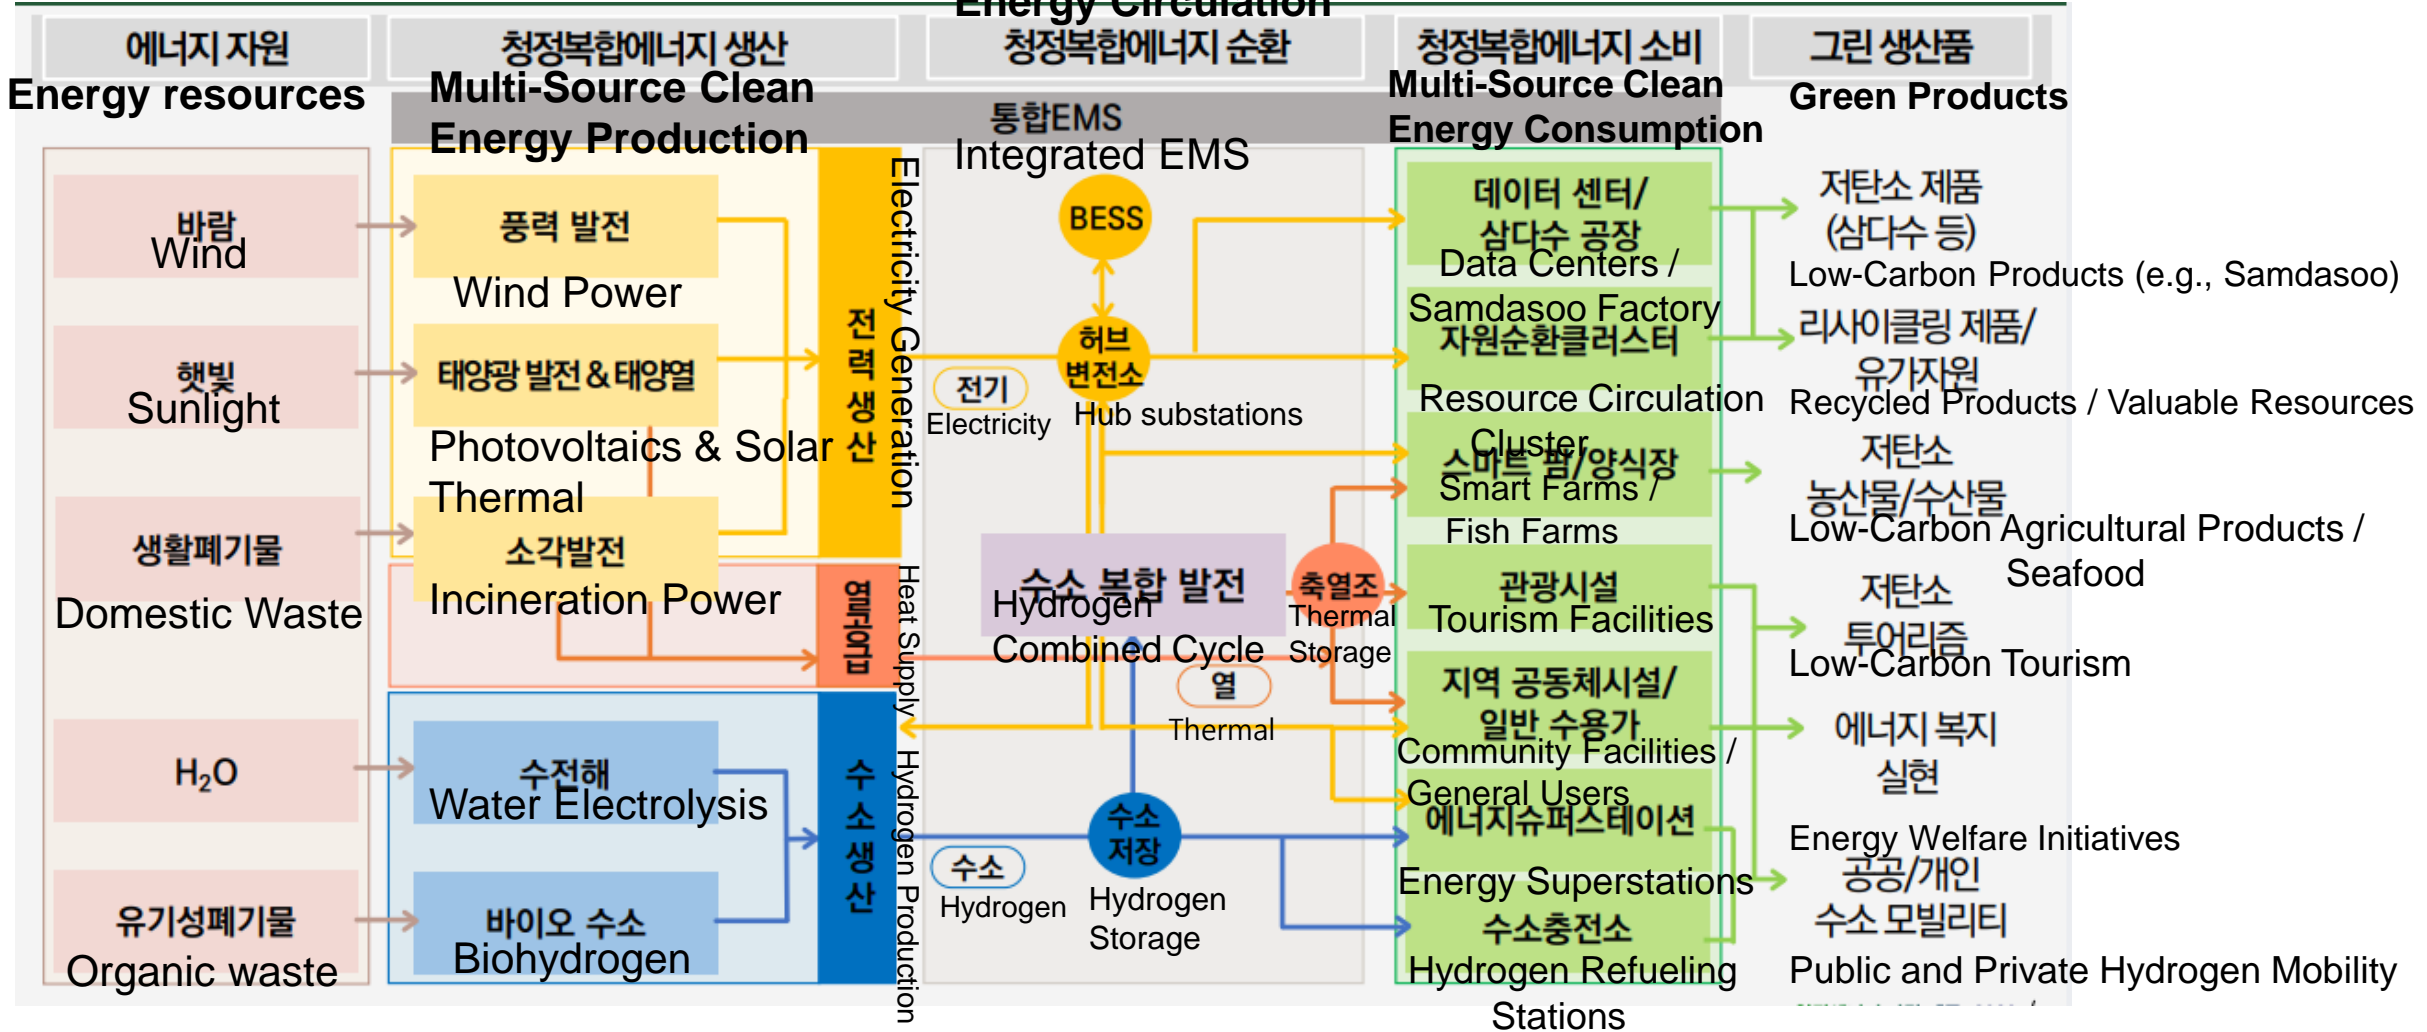 Energy Circulation
에너지 자원
Energy resources
청정복합에너지 생산
Multi-Source Clean
Energy Production
청정복합에너지 순환
청정복합에너지 소비
Multi-Source Clean
Energy Consumption
그린 생산품
Green Products
통합EMS
Integrated EMS
바람
Wind
햇빛
Sunlight
생활폐기물
Domestic Waste
H₂O
유기성폐기물
Organic waste
풍력 발전
Wind Power
태양광 발전 & 태양열
Photovoltaics & Solar
Thermal
소각발전
Incineration Power
수전해
Water Electrolysis
바이오 수소
Biohydrogen
전력생산
Electricity Generation
열공급
Heat Supply
수소생산
Hydrogen Production
BESS
허브
변전소
Hub substations
전기
Electricity
수소 복합 발전
Hydrogen
Combined Cycle
축열조
Thermal
Storage
열
Thermal
수소
저장
Hydrogen
Storage
수소
Hydrogen
데이터 센터/
삼다수 공장
Data Centers /
Samdasoo Factory
자원순환클러스터
Resource Circulation
Cluster
스마트 팜/양식장
Smart Farms /
Fish Farms
관광시설
Tourism Facilities
지역 공동체시설/
일반 수용가
Community Facilities /
General Users
에너지슈퍼스테이션
Energy Superstations
수소충전소
Hydrogen Refueling
Stations
저탄소 제품
(삼다수 등)
Low-Carbon Products (e.g., Samdasoo)
리사이클링 제품/
유가자원
Recycled Products / Valuable Resources
저탄소
농산물/수산물
Low-Carbon Agricultural Products /
Seafood
저탄소
투어리즘
Low-Carbon Tourism
에너지 복지
실현
Energy Welfare Initiatives
공공/개인
수소 모빌리티
Public and Private Hydrogen Mobility